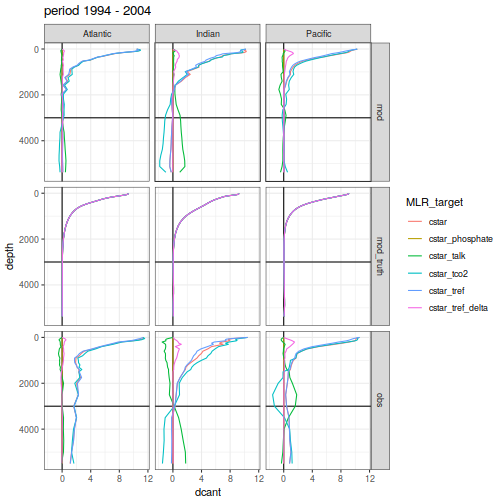 period 1994 - 2004
Atlantic Indian Pacific
0
2000
4000
mod
0
2000
4000
mod_truth
0
2000
4000
obs
0 4 8 12 0 4 8 12 0 4 8 12
dcant
depth
MLR_target
cstar
cstar_phosphate
cstar_talk
cstar_tco2
cstar_tref
cstar_tref_delta